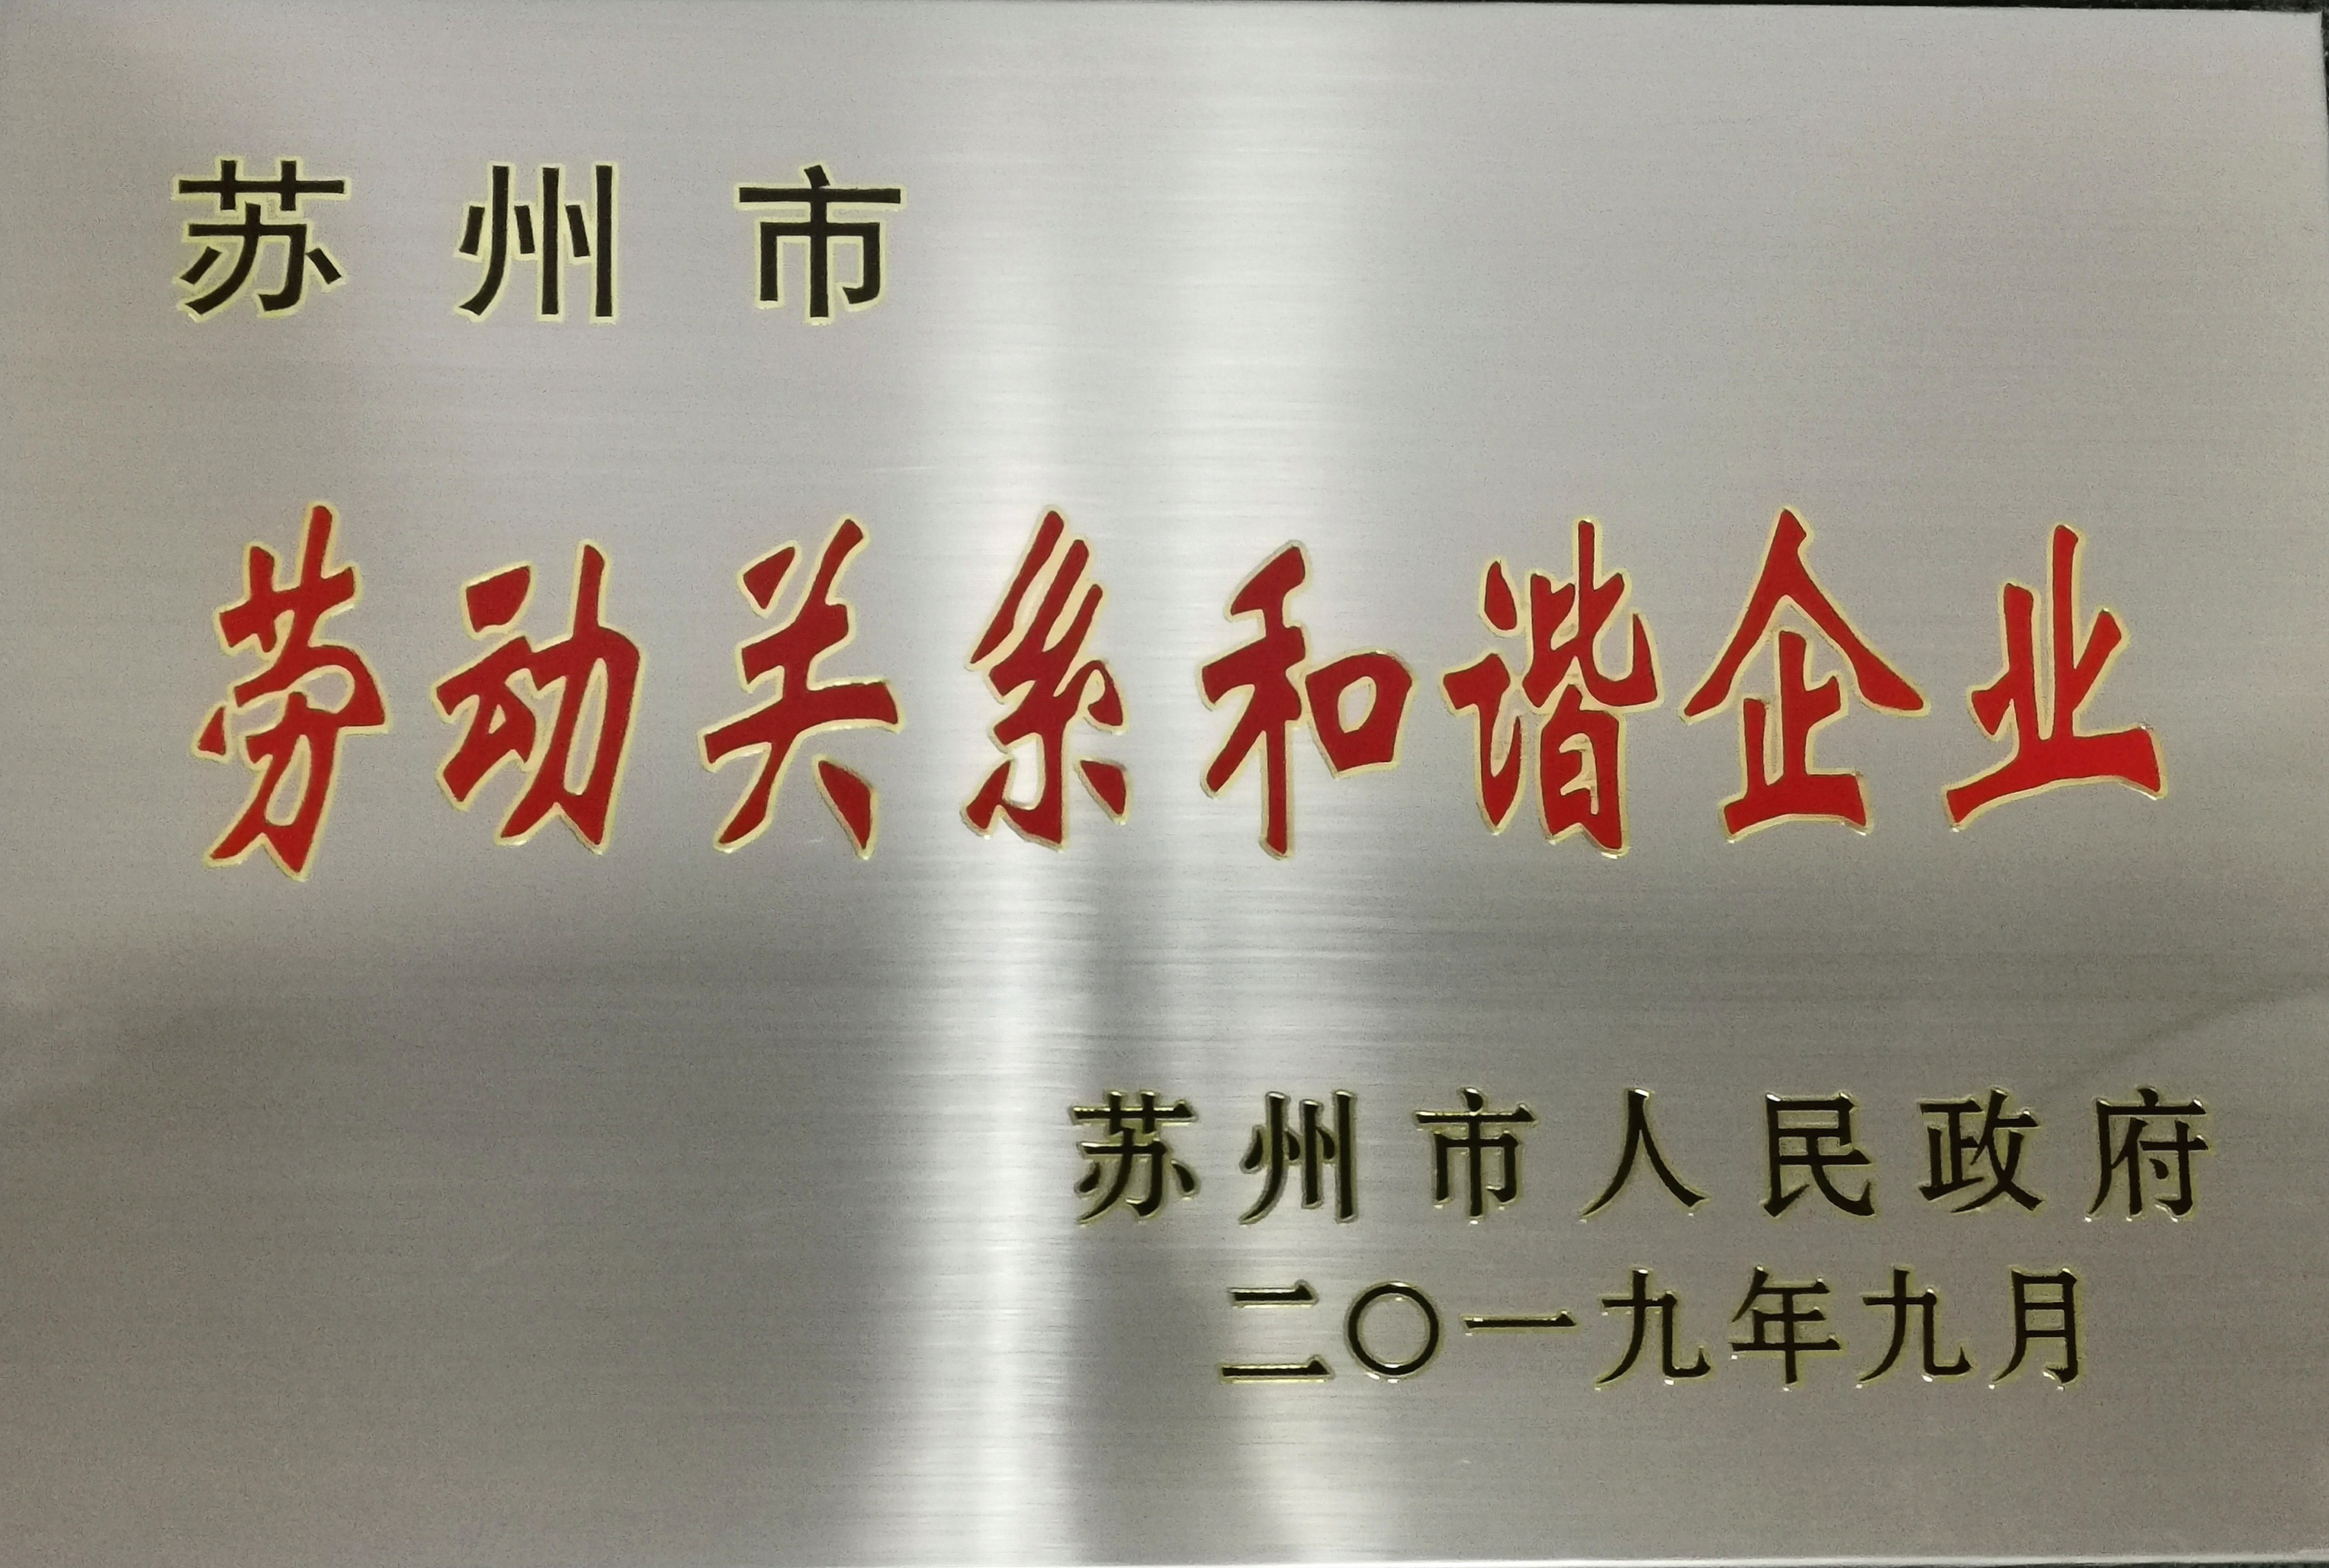 苏州市
劳动关系和谐企业
苏州市人民政府
二〇一九年九月